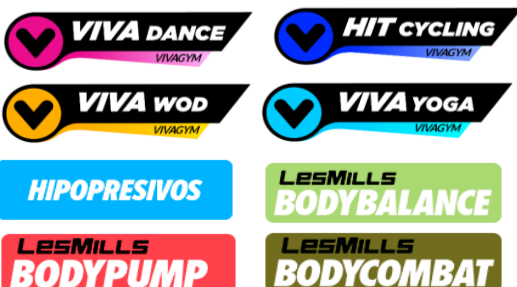 VIVA DANCE
VIVAGYM
HIT CYCLING
VIVAGYM
VIVA WOD
VIVAGYM
VIVA YOGA
VIVAGYM
HIPOPRESIVOS
LESMILLS
BODYBALANCE
LESMILLS
BODYPUMP
LESMILLS
BODYCOMBAT